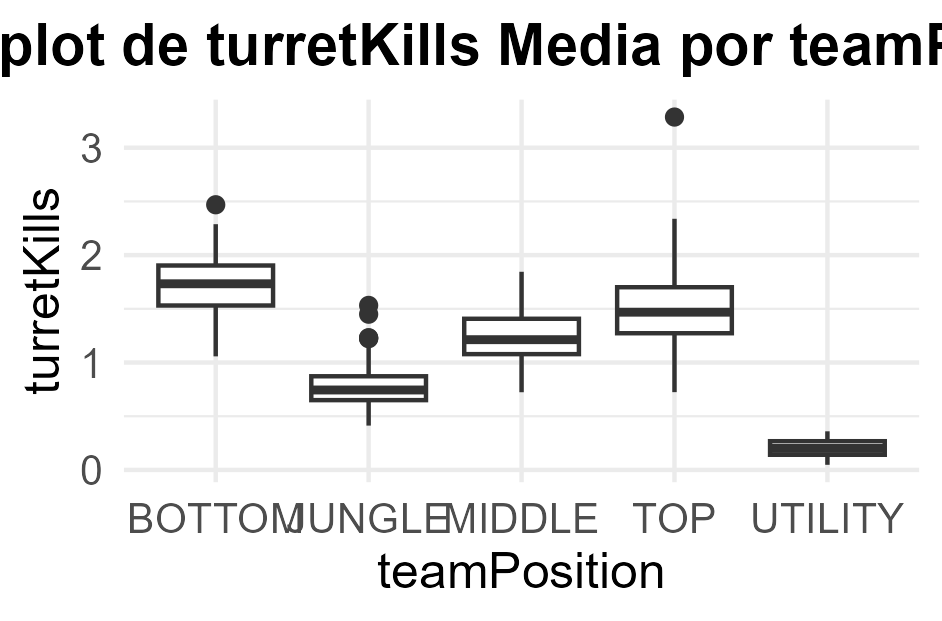 plot de turretKills Media por teamP
3
2
1
0
turretKills
BOTTOM JUNGLE MIDDLE TOP UTILITY
teamPosition